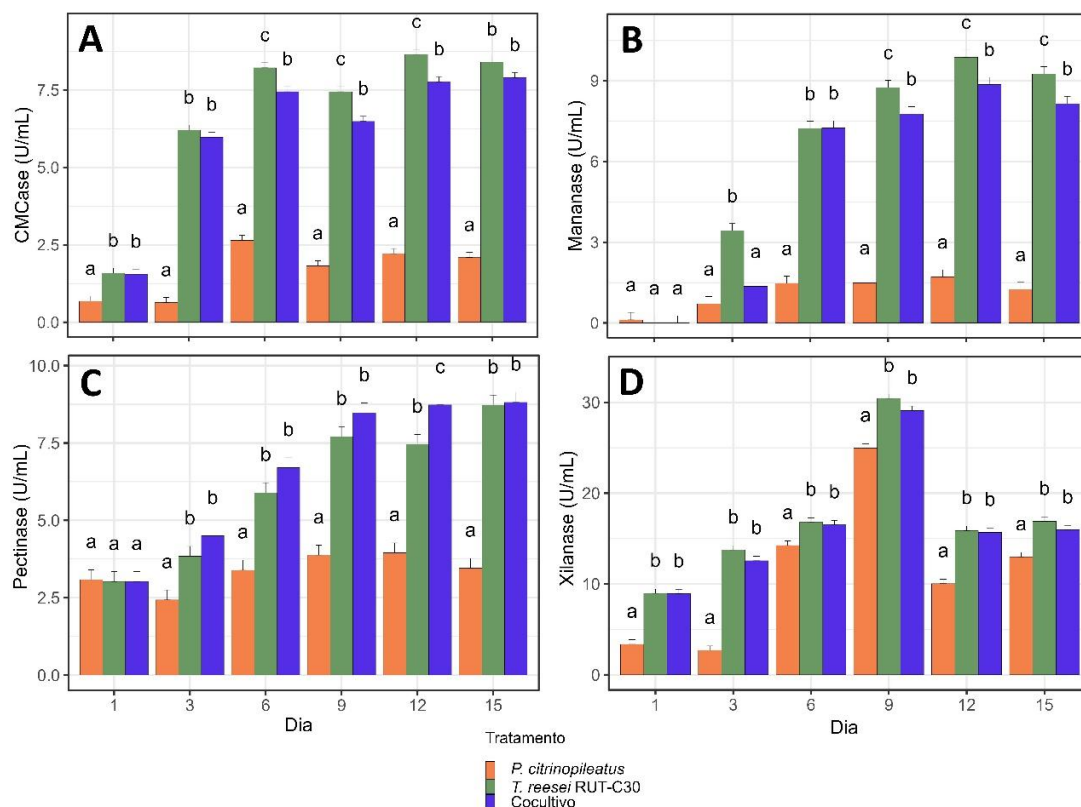 A
CMCase (U/mL)
7.5
5.0
2.5
0.0
a b b
a b b
a c b
a c b
a c b
a b b
B
Mananase (U/mL)
9
6
3
0
a a a
a b a
a b b
a c b
a c b
a c b
C
Pectinase (U/mL)
10.0
7.5
5.0
2.5
0.0
a a a
a b b
a b b
a b b
a b c
a b b
1 3 6 9 12 15
Dia
D
Xilanase (U/mL)
30
20
10
0
a b b
a b b
a b b
a b b
a b b
a b b
1 3 6 9 12 15
Dia
Tratamento
P. citrinopileatus
T. reesei RUT-C30
Cocultivo